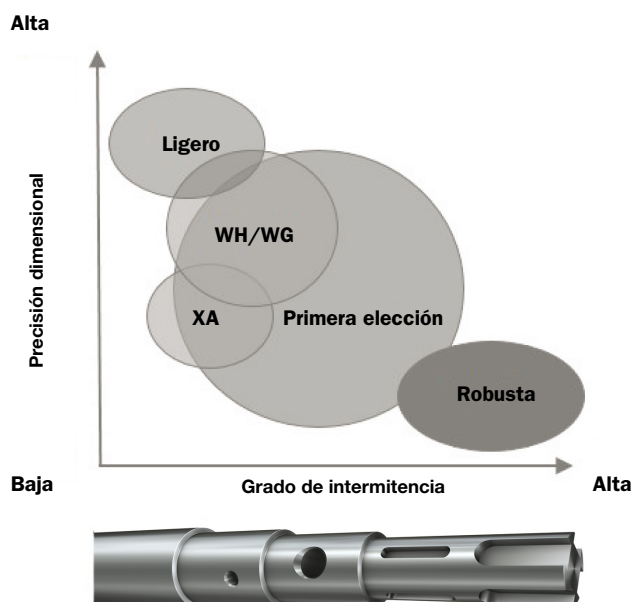 Alta
Precisión dimensional
Ligero
WH/WG
XA
Primera elección
Robusta
Baja
Grado de intermitencia
Alta